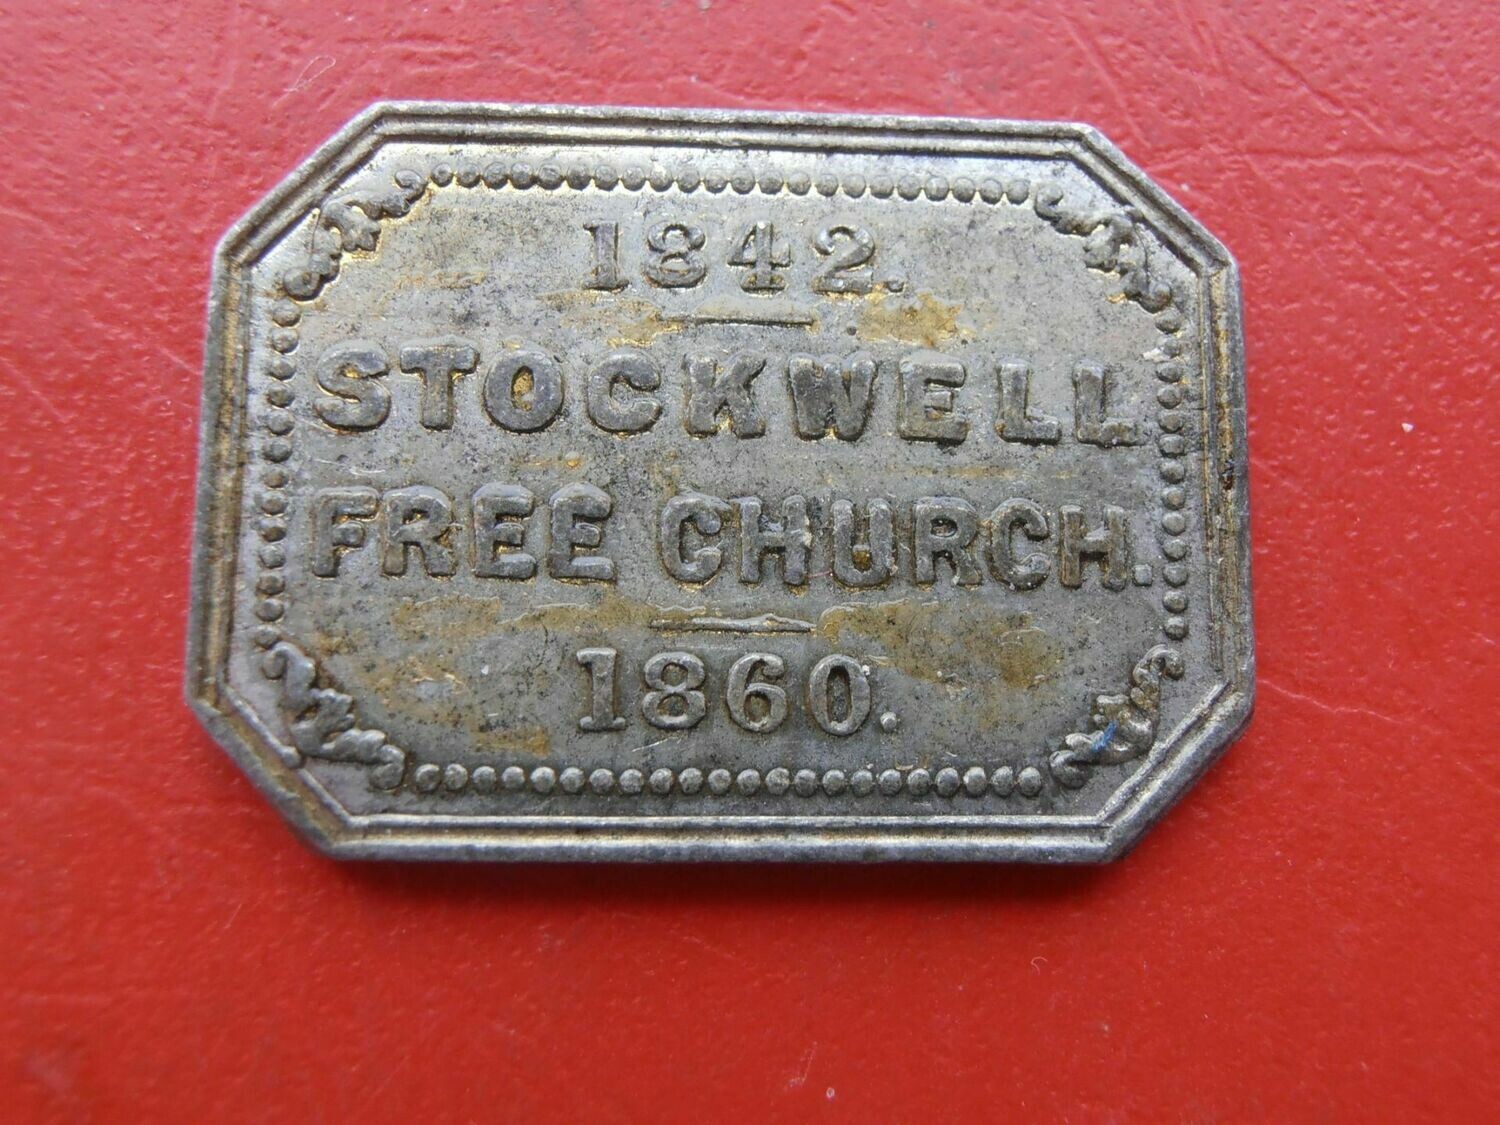 1842.
STOCKWELL
FREE CHURCH.
1860.